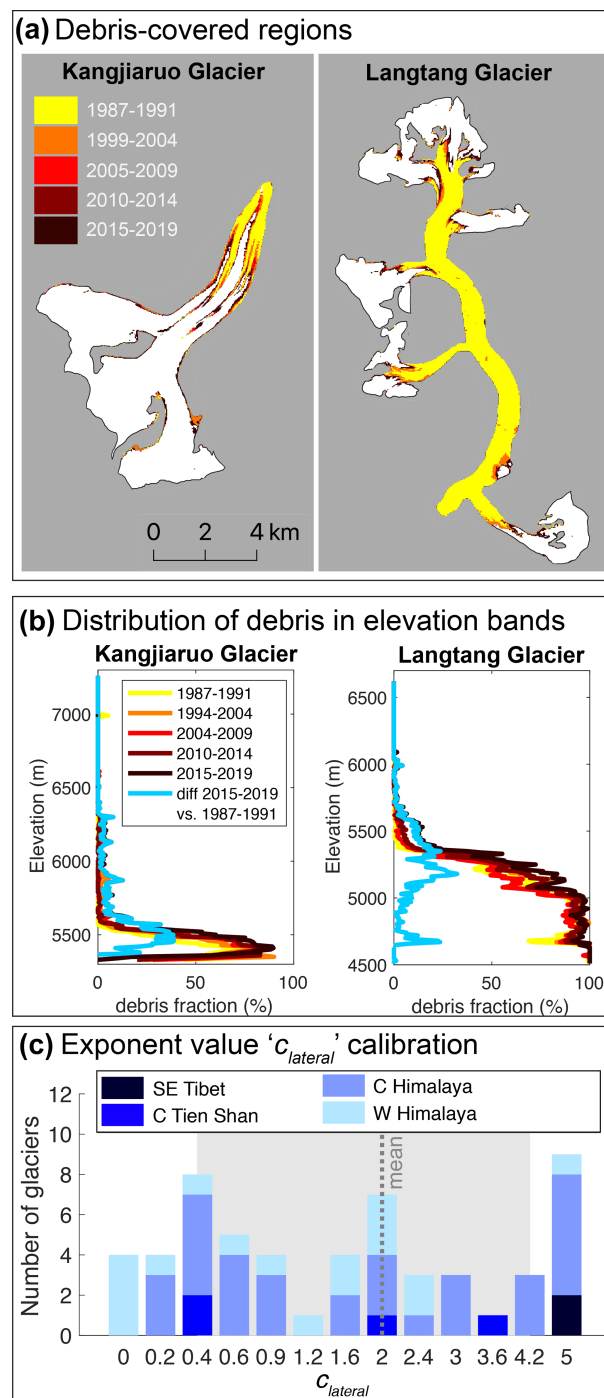 (a) Debris-covered regions
Kangjiaruo Glacier
Langtang Glacier
1987-1991
1999-2004
2005-2009
2010-2014
2015-2019
0 2 4 km
(b) Distribution of debris in elevation bands
Kangjiaruo Glacier
Langtang Glacier
7000
6500
6000
5500
Elevation (m)
1987-1991
1994-2004
2004-2009
2010-2014
2015-2019
diff 2015-2019
vs. 1987-1991
0 50 100
debris fraction (%)
6500
6000
5500
5000
4500
Elevation (m)
0 50 100
debris fraction (%)
(c) Exponent value ‘c_lateral’ calibration
SE Tibet
C Himalaya
C Tien Shan
W Himalaya
12
10
8
6
4
2
0
Number of glaciers
mean
0 0.2 0.4 0.6 0.9 1.2 1.6 2 2.4 3 3.6 4.2 5
c_lateral